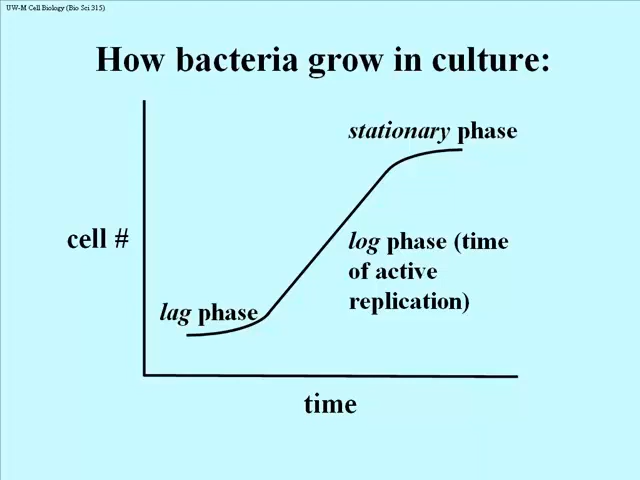 UW-M Cell Biology (Bio Sci 315)
How bacteria grow in culture:
stationary phase
cell #
log phase (time
of active
replication)
lag phase
time